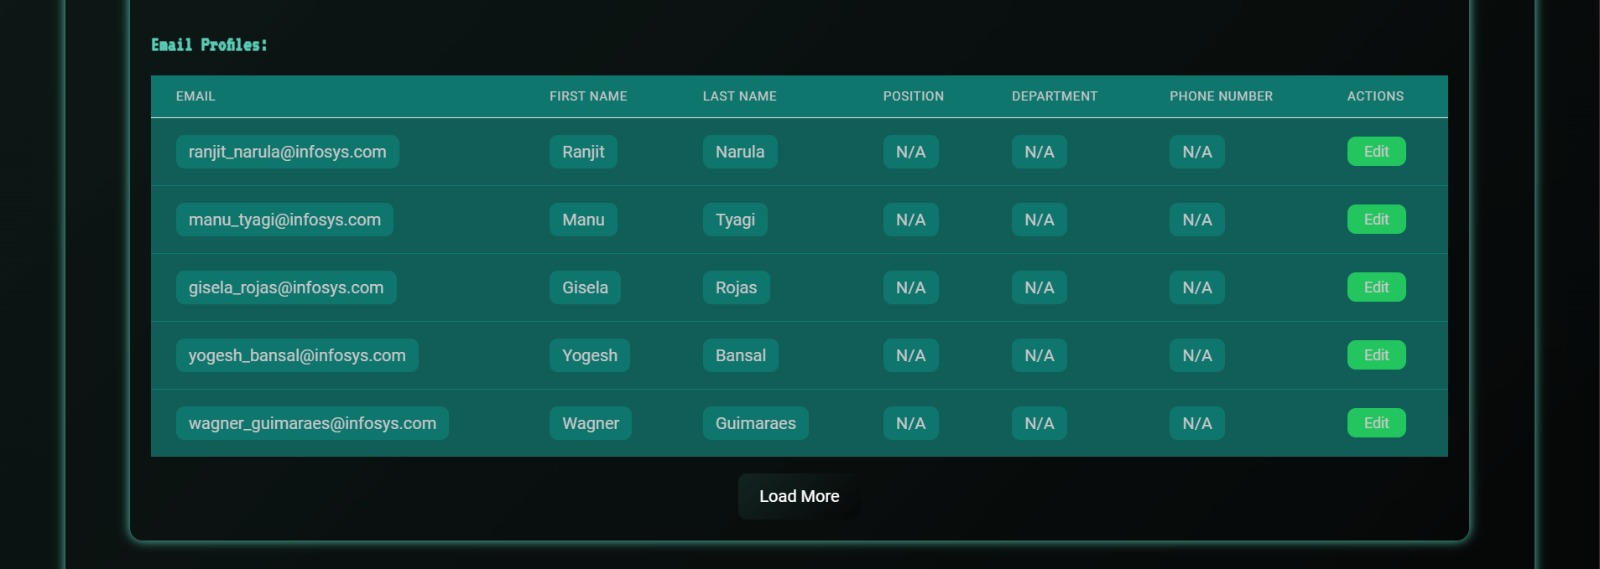 Email Profiles:
EMAIL FIRST NAME LAST NAME POSITION DEPARTMENT PHONE NUMBER ACTIONS
ranjit_narula@infosys.com Ranjit Narula N/A N/A N/A Edit
manu_tyagi@infosys.com Manu Tyagi N/A N/A N/A Edit
gisela_rojas@infosys.com Gisela Rojas N/A N/A N/A Edit
yogesh_bansal@infosys.com Yogesh Bansal N/A N/A N/A Edit
wagner_guimaraes@infosys.com Wagner Guimaraes N/A N/A N/A Edit
Load More